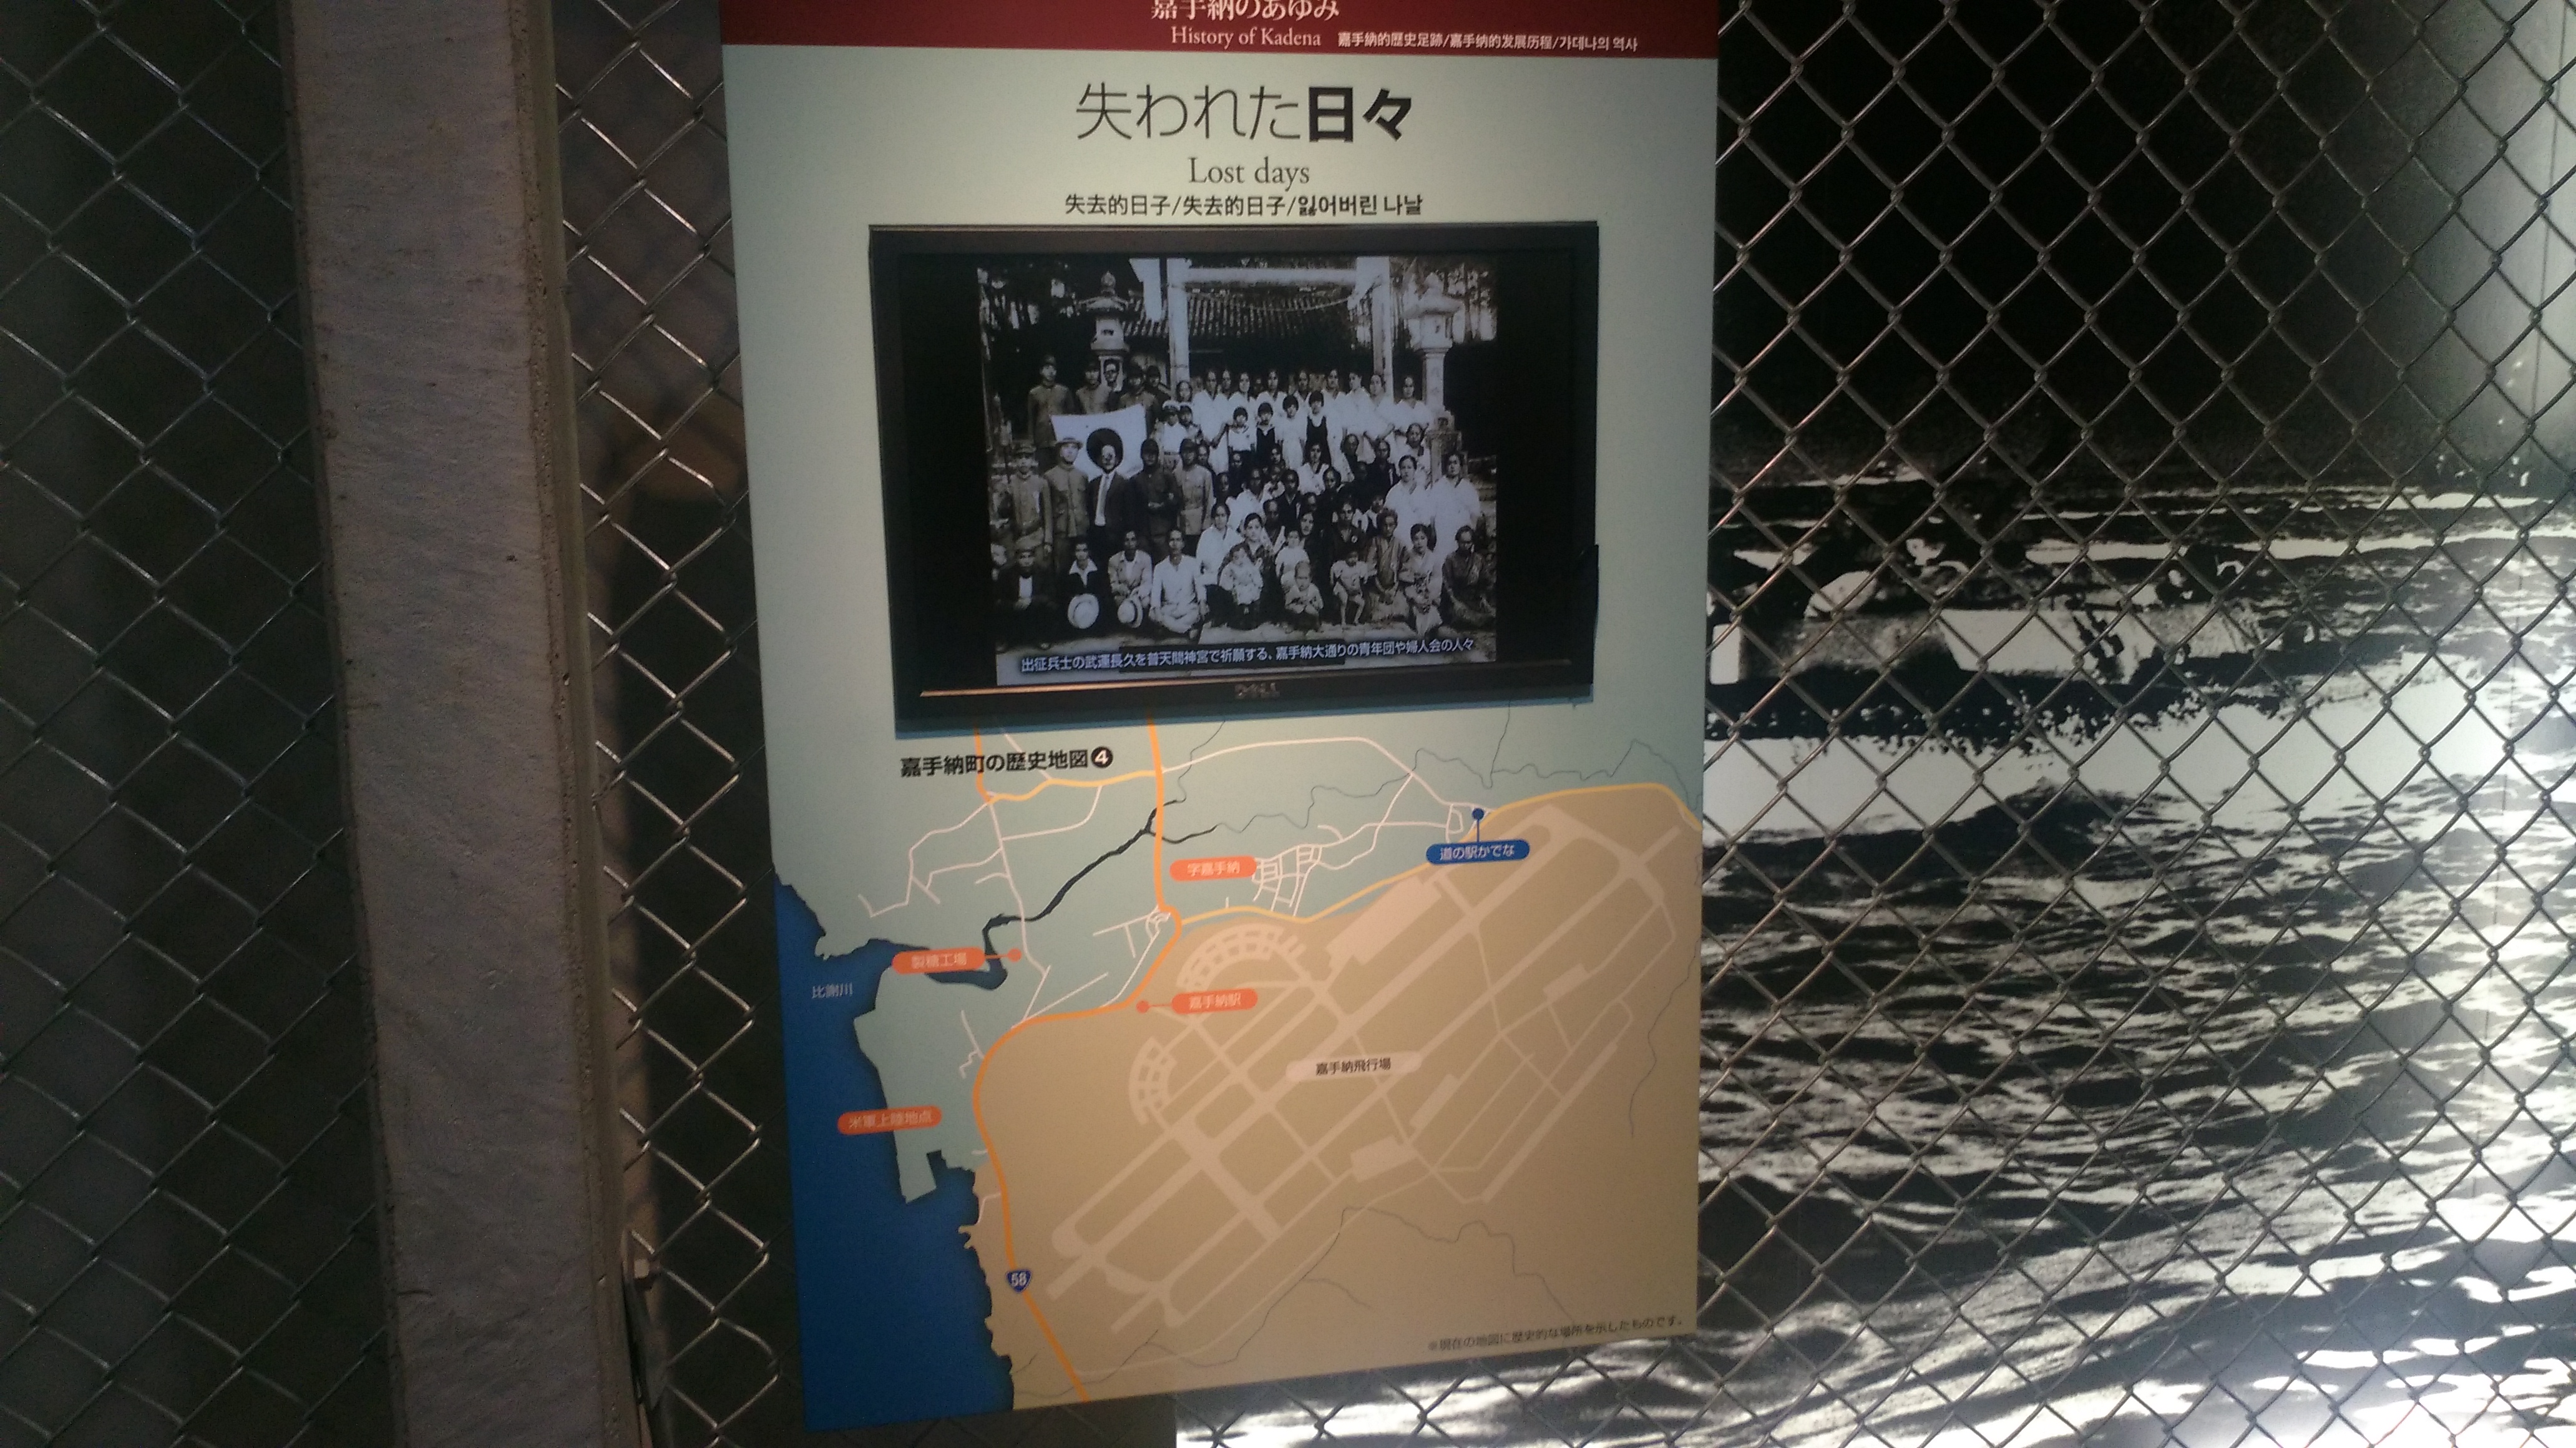 嘉手納のあゆみ
History of Kadena 嘉手納的歷史足跡/嘉手纳的发展历程/가데나의 역사
失われた日々
Lost days
失去的日子/失去的日子/잃어버린 나날
出征兵士の武運長久を普天間神宮で祈願する、嘉手納大通りの青年団や婦人会の人々
DELL
嘉手納町の歴史地図❹
道の駅かでな
字嘉手納
製糖工場
比謝川
嘉手納駅
嘉手納飛行場
米軍上陸地点
58
※現在の地図に歴史的な場所を示したものです。